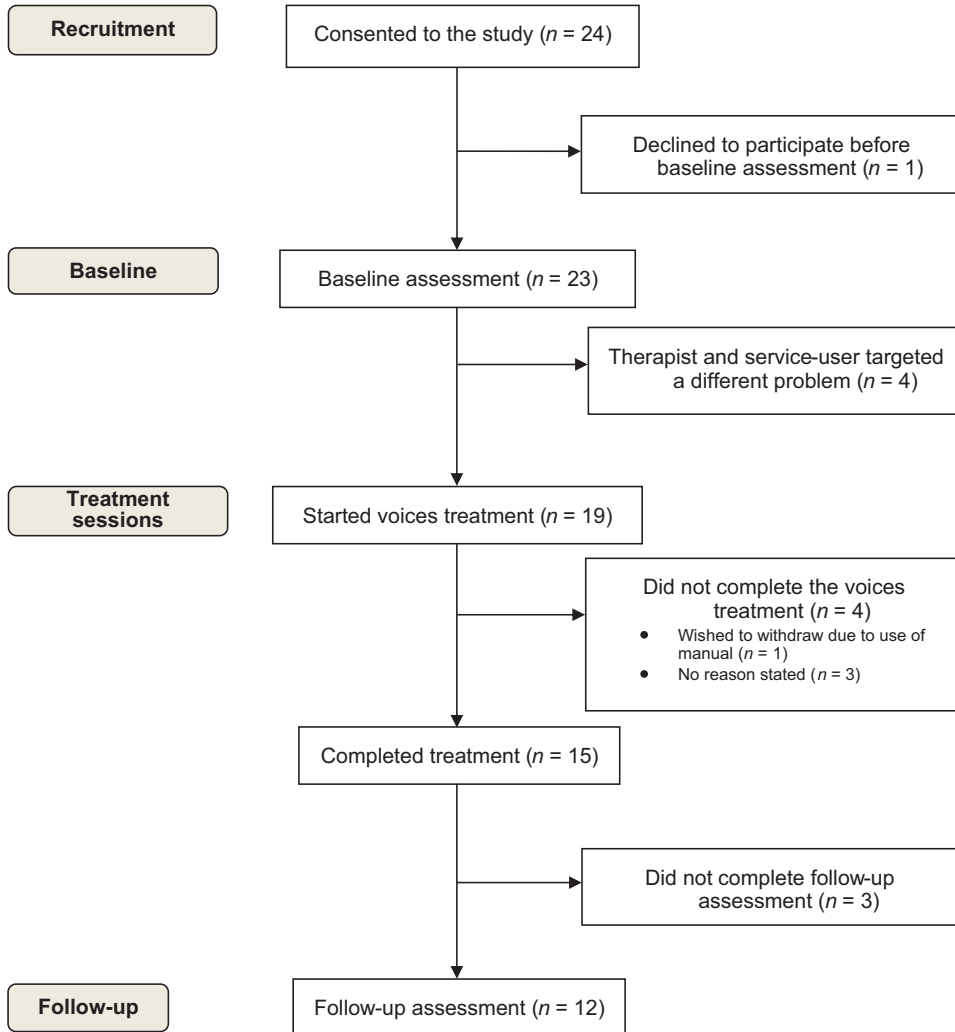 Recruitment
Consented to the study (n = 24)
Declined to participate before
baseline assessment (n = 1)
Baseline
Baseline assessment (n = 23)
Therapist and service-user targeted
a different problem (n = 4)
Treatment
sessions
Started voices treatment (n = 19)
Did not complete the voices
treatment (n = 4)
• Wished to withdraw due to use of
manual (n = 1)
• No reason stated (n = 3)
Completed treatment (n = 15)
Did not complete follow-up
assessment (n = 3)
Follow-up
Follow-up assessment (n = 12)